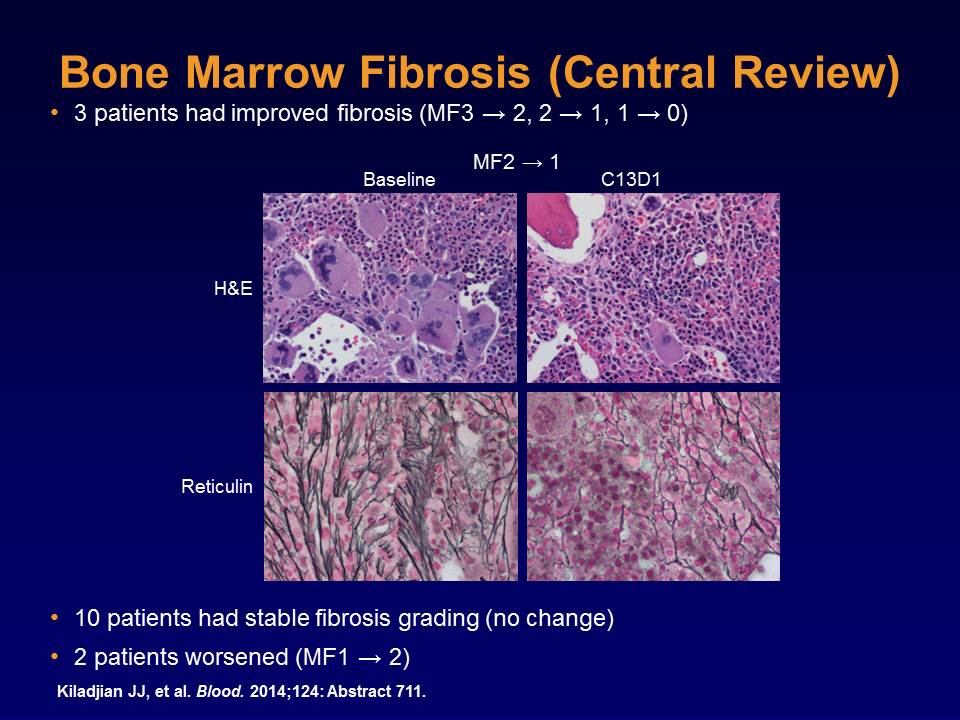 Bone Marrow Fibrosis (Central Review)
• 3 patients had improved fibrosis (MF3 → 2, 2 → 1, 1 → 0)
MF2 → 1
Baseline
C13D1
H&E
Reticulin
• 10 patients had stable fibrosis grading (no change)
• 2 patients worsened (MF1 → 2)
Kiladjian JJ, et al. Blood. 2014;124: Abstract 711.